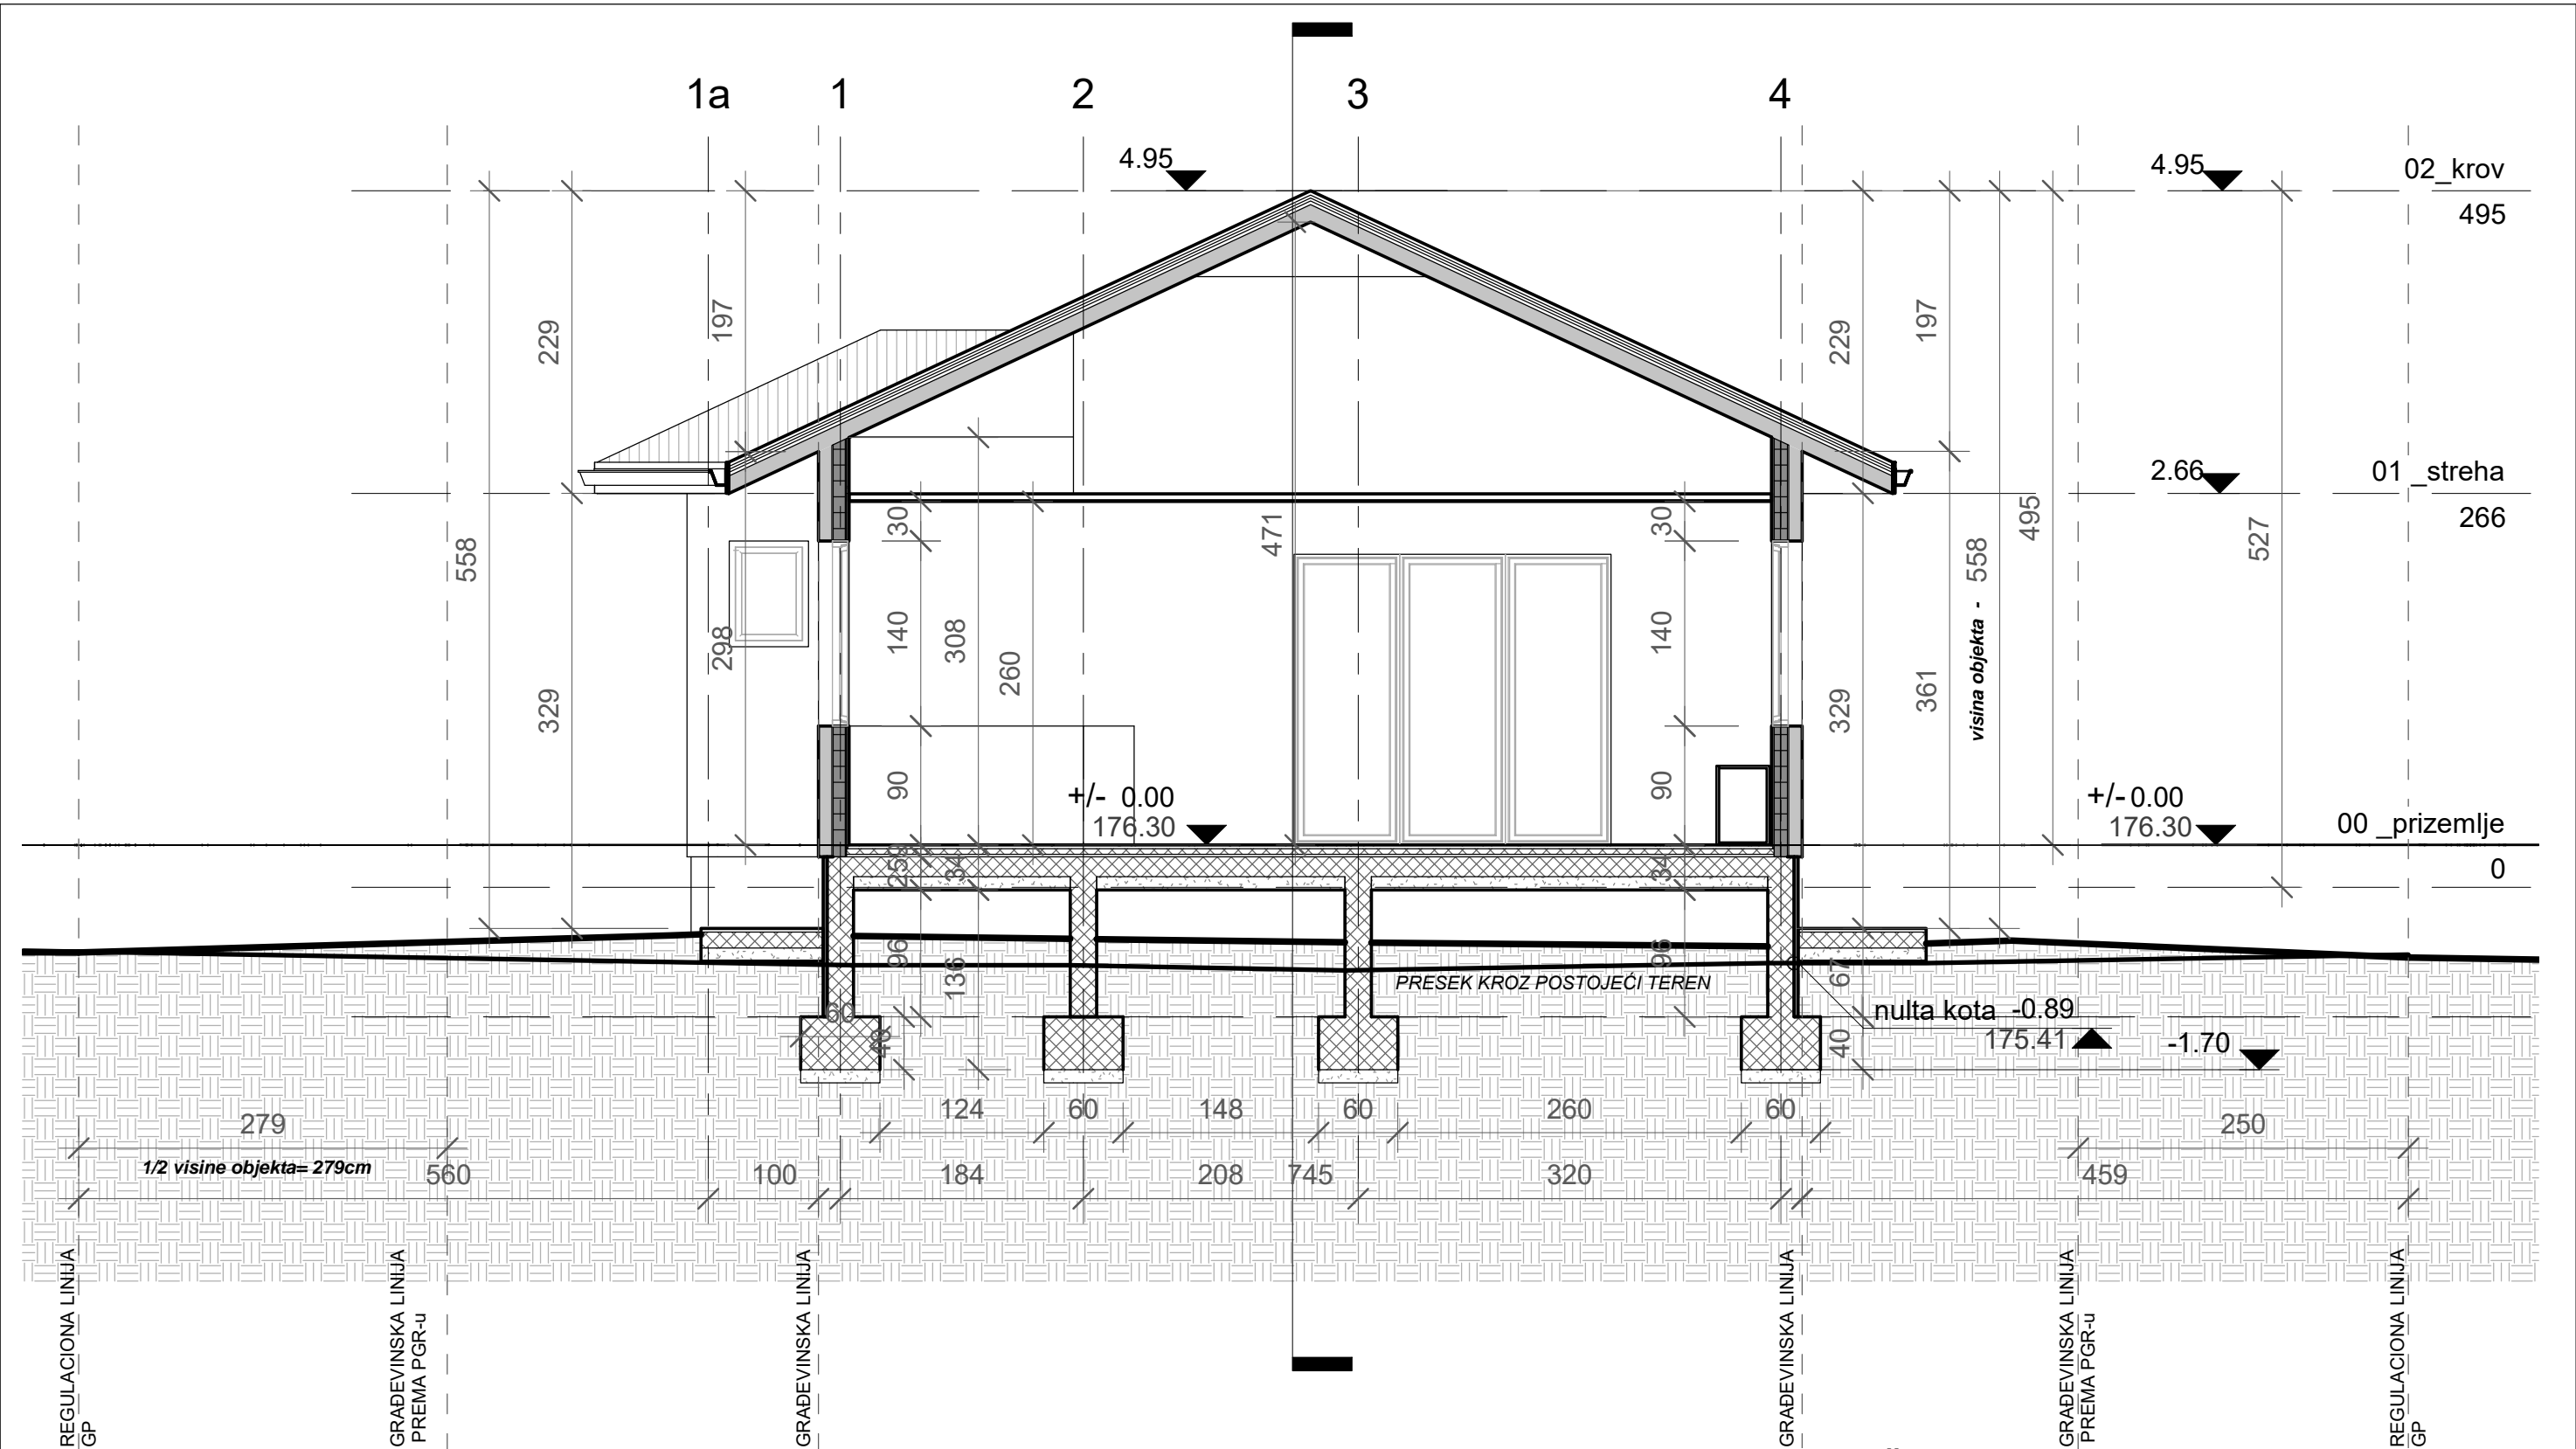 1a 1 2 3 4
4.95
4.95 02_krov
495
229 197 229 197
2.66 01 _streha
266
558 30 471 30 558 495 527
298 140 308 260 140
329 90 90 329 361
visina objekta -
+/- 0.00
176.30
+/- 0.00
176.30 00 _prizemlje
0
34 34
96 136 96 67
PRESEK KROZ POSTOJEĆI TEREN
60
40
nulta kota -0.89
175.41
40
-1.70
279 124 60 148 60 260 60 250
1/2 visine objekta= 279cm
560 100 184 208 745 320 459
REGULACIONA LINIJA
GP
GRAĐEVINSKA LINIJA
PREMA PGR-u
GRAĐEVINSKA LINIJA
GRAĐEVINSKA LINIJA
GRAĐEVINSKA LINIJA
PREMA PGR-u
REGULACIONA LINIJA
GP